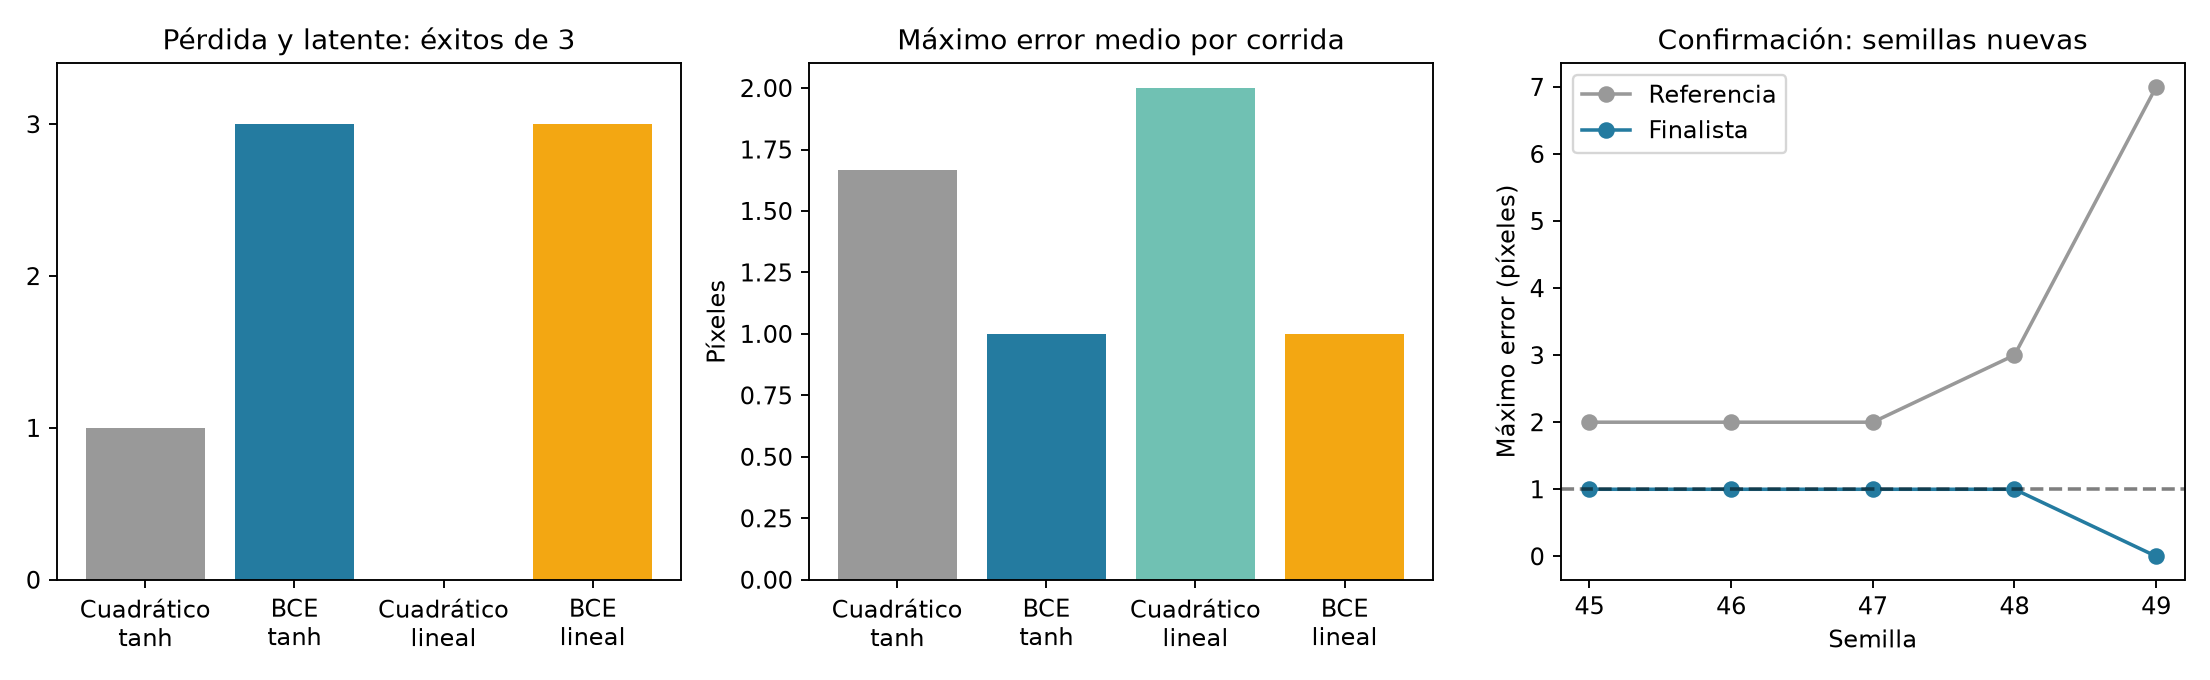 Pérdida y latente: éxitos de 3
3
2
1
0
Cuadrático
tanh
BCE
tanh
Cuadrático
lineal
BCE
lineal
Máximo error medio por corrida
Píxeles
2.00
1.75
1.50
1.25
1.00
0.75
0.50
0.25
0.00
Cuadrático
tanh
BCE
tanh
Cuadrático
lineal
BCE
lineal
Confirmación: semillas nuevas
Referencia
Finalista
Máximo error (píxeles)
7
6
5
4
3
2
1
0
45 46 47 48 49
Semilla